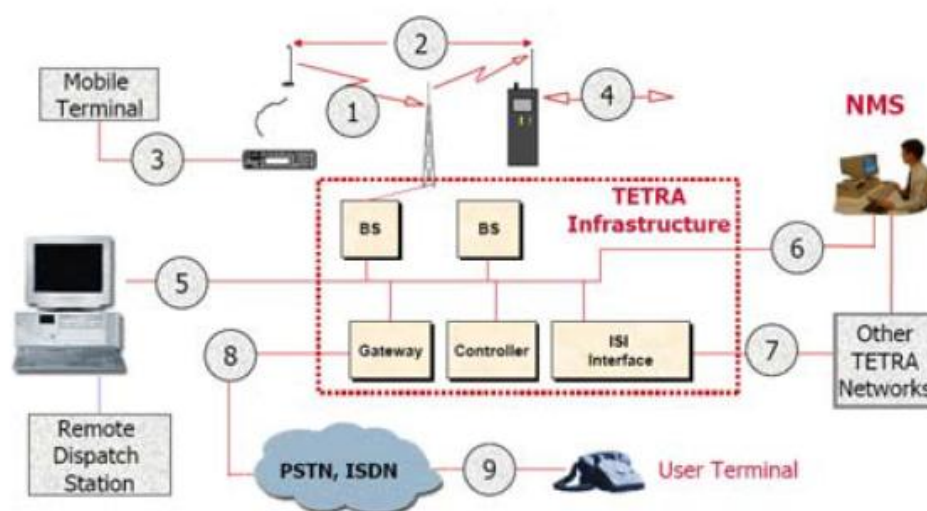 2
Mobile
Terminal
1
4
NMS
3
TETRA
Infrastructure
BS
BS
6
5
8
Gateway
Controller
ISI
Interface
7
Other
TETRA
Networks
Remote
Dispatch
Station
PSTN, ISDN
9
User Terminal